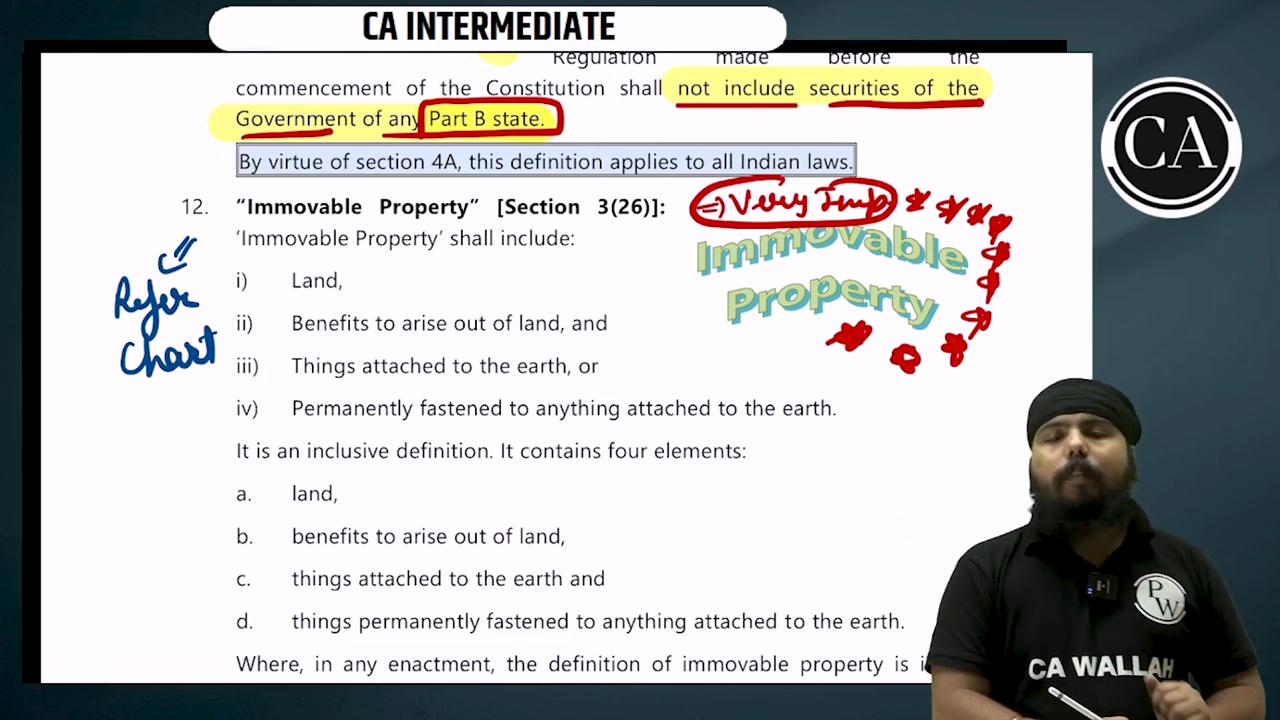 CA INTERMEDIATE
Regulation made before the
commencement of the Constitution shall not include securities of the
Government of any Part B state.
By virtue of section 4A, this definition applies to all Indian laws.
12. “Immovable Property” [Section 3(26)]: => Very Imp
‘Immovable Property’ shall include:
Immovable
Property
Refer
Chart
i) Land,
ii) Benefits to arise out of land, and
iii) Things attached to the earth, or
iv) Permanently fastened to anything attached to the earth.
It is an inclusive definition. It contains four elements:
a. land,
b. benefits to arise out of land,
c. things attached to the earth and
d. things permanently fastened to anything attached to the earth.
Where, in any enactment, the definition of immovable property is
CA
PW
CA WALLAH